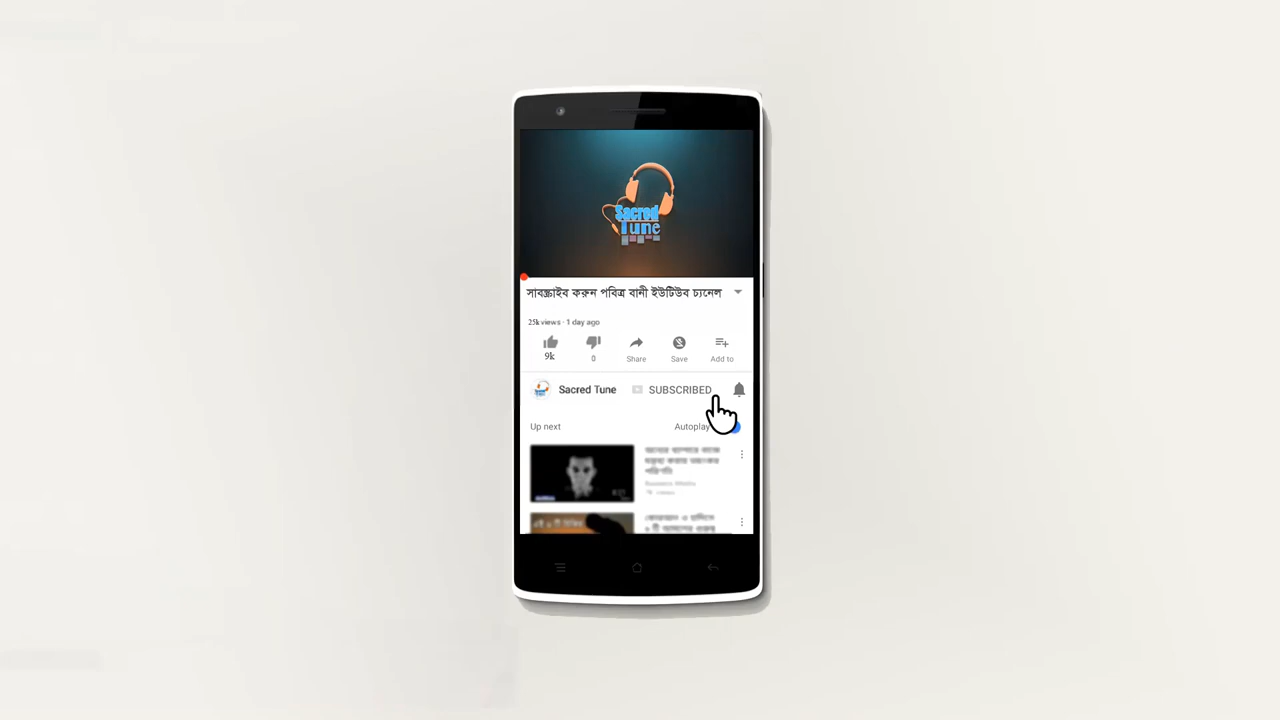 Sacred
Tune
সাবস্ক্রাইব করুন পবিত্র বানী ইউটিউব চ্যনেল
25k views · 1 day ago
9k
0
Share
Save
Add to
Sacred Tune
SUBSCRIBED
Up next
Autoplay